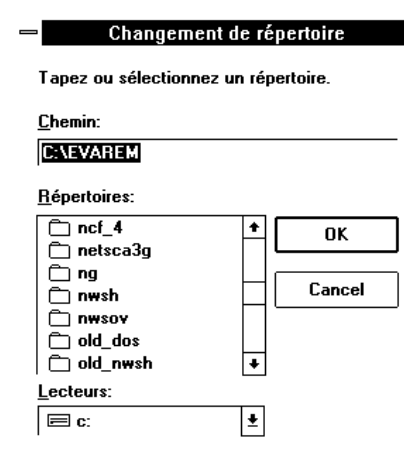 Changement de répertoire
Tapez ou sélectionnez un répertoire.
Chemin:
C:\EVAREM
Répertoires:
ncf_4
netsca3g
ng
nwsh
nwsov
old_dos
old_nwsh
OK
Cancel
Lecteurs:
c: